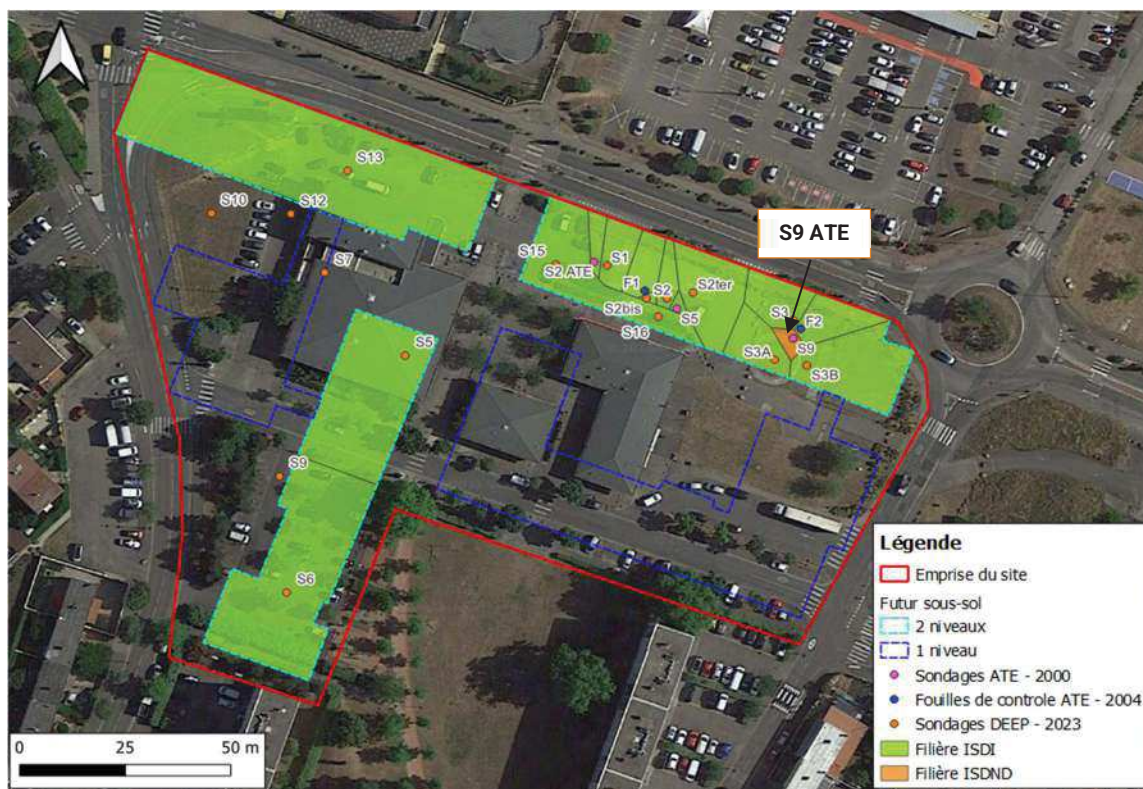 S9 ATE
S13
S10
S12
S7
S15
S2 ATE
S1
F1
S2
S2ter
S2bis
S5
S16
S3
F2
S9
S3A
S3B
S5
S9
S6
Légende
Emprise du site
Futur sous-sol
2 niveaux
1 niveau
Sondages ATE - 2000
Fouilles de controle ATE - 2004
Sondages DEEP - 2023
Filière ISDI
Filière ISDND
0 25 50 m